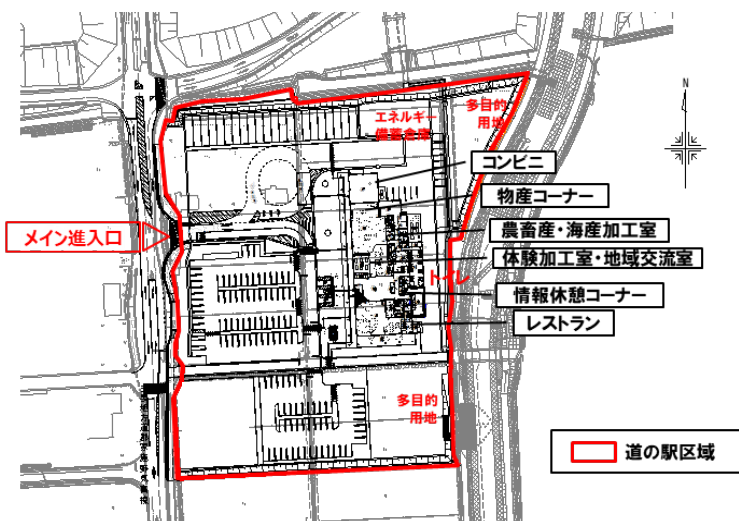 エネルギー
備蓄倉庫
多目的
用地
N
コンビニ
物産コーナー
メイン進入口
農畜産・海産加工室
体験加工室・地域交流室
トイレ
情報休憩コーナー
レストラン
多目的
用地
道の駅区域